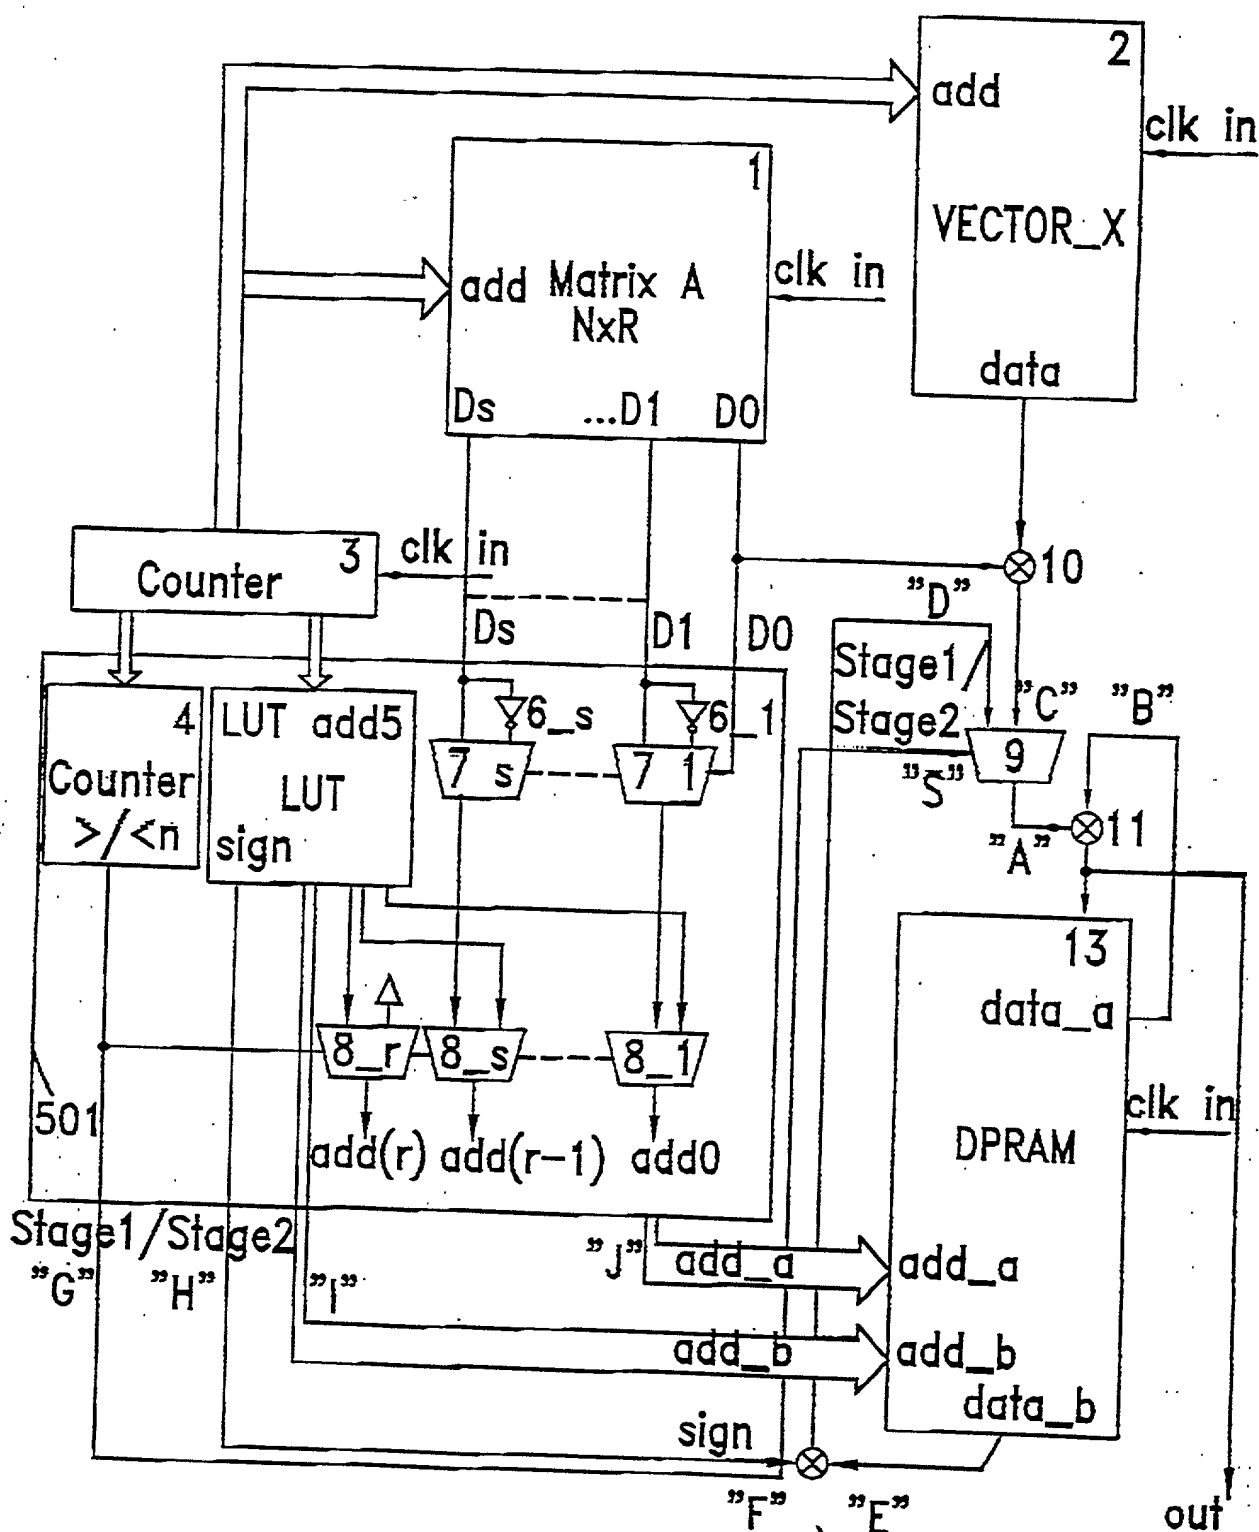 2
add
clk in
VECTOR_X
data
1
add Matrix A
NxR
clk in
Ds ...D1 D0
3
Counter
clk in
10
"D"
Ds
D1
D0
Stage1/
Stage2
"C"
"B"
4
Counter
>/<n
LUT add5
LUT
sign
6_s
6_1
7 s
7 1
9
"S"
"A"
11
13
data_a
clk in
DPRAM
8_r
8_s
8_1
501
add(r)
add(r-1)
add0
Stage1/Stage2
"G"
"H"
"I"
"J"
add_a
add_a
add_b
add_b
data_b
sign
"F"
"E"
out